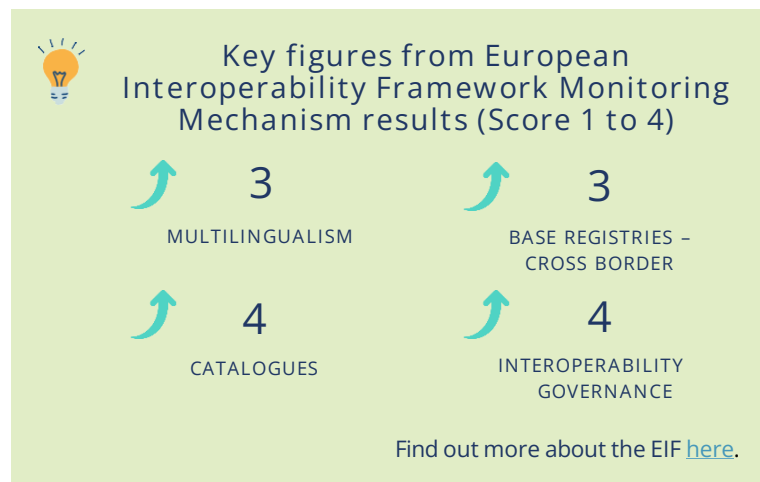 Key figures from European
Interoperability Framework Monitoring
Mechanism results (Score 1 to 4)
3
MULTILINGUALISM
3
BASE REGISTRIES –
CROSS BORDER
4
CATALOGUES
4
INTEROPERABILITY
GOVERNANCE
Find out more about the EIF here.